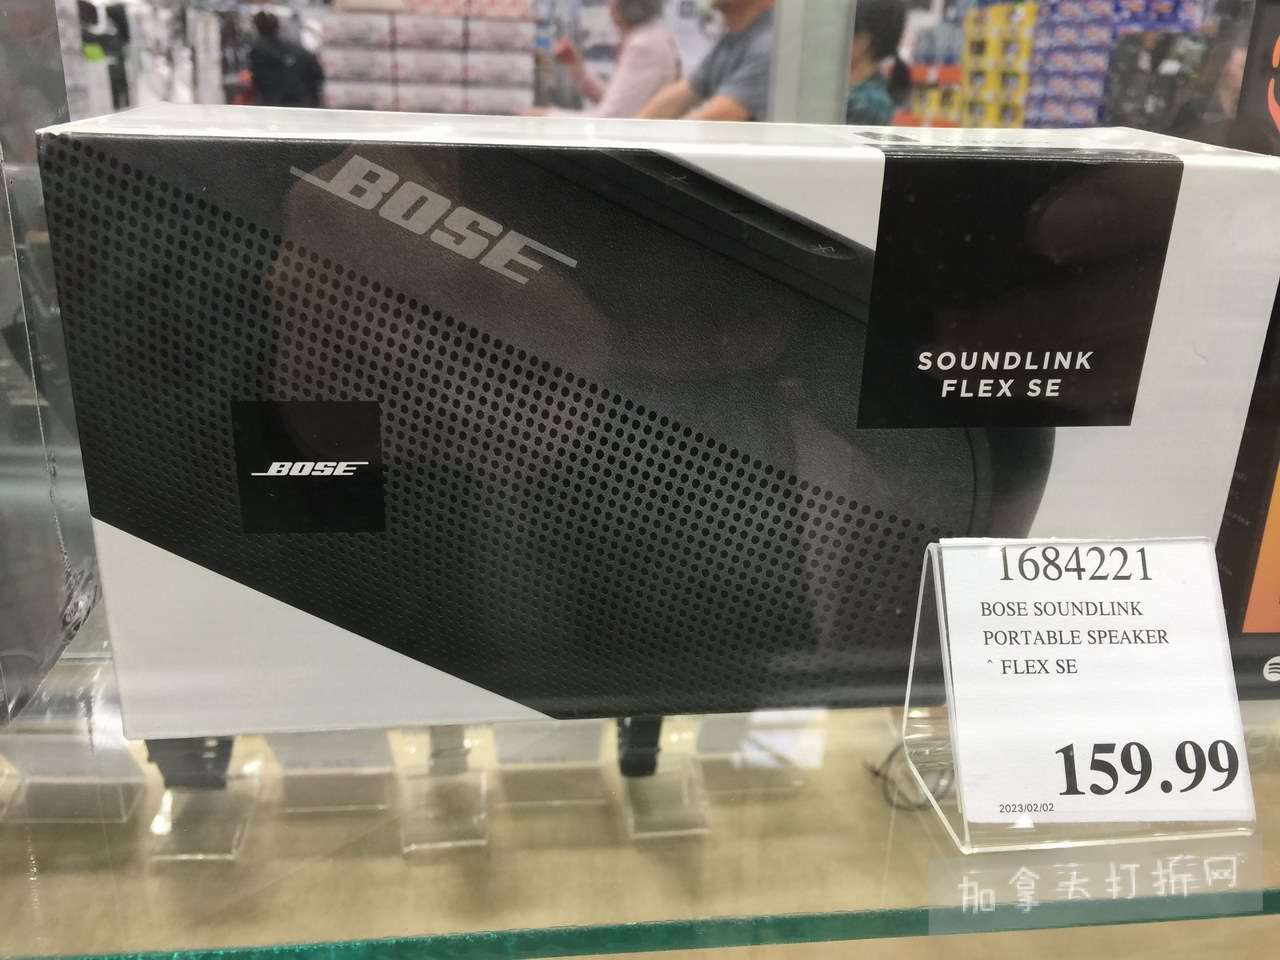 BOSE
SOUNDLINK
FLEX SE
BOSE
1684221
BOSE SOUNDLINK
PORTABLE SPEAKER
^ FLEX SE
159.99
2023/02/02
加拿大打折网